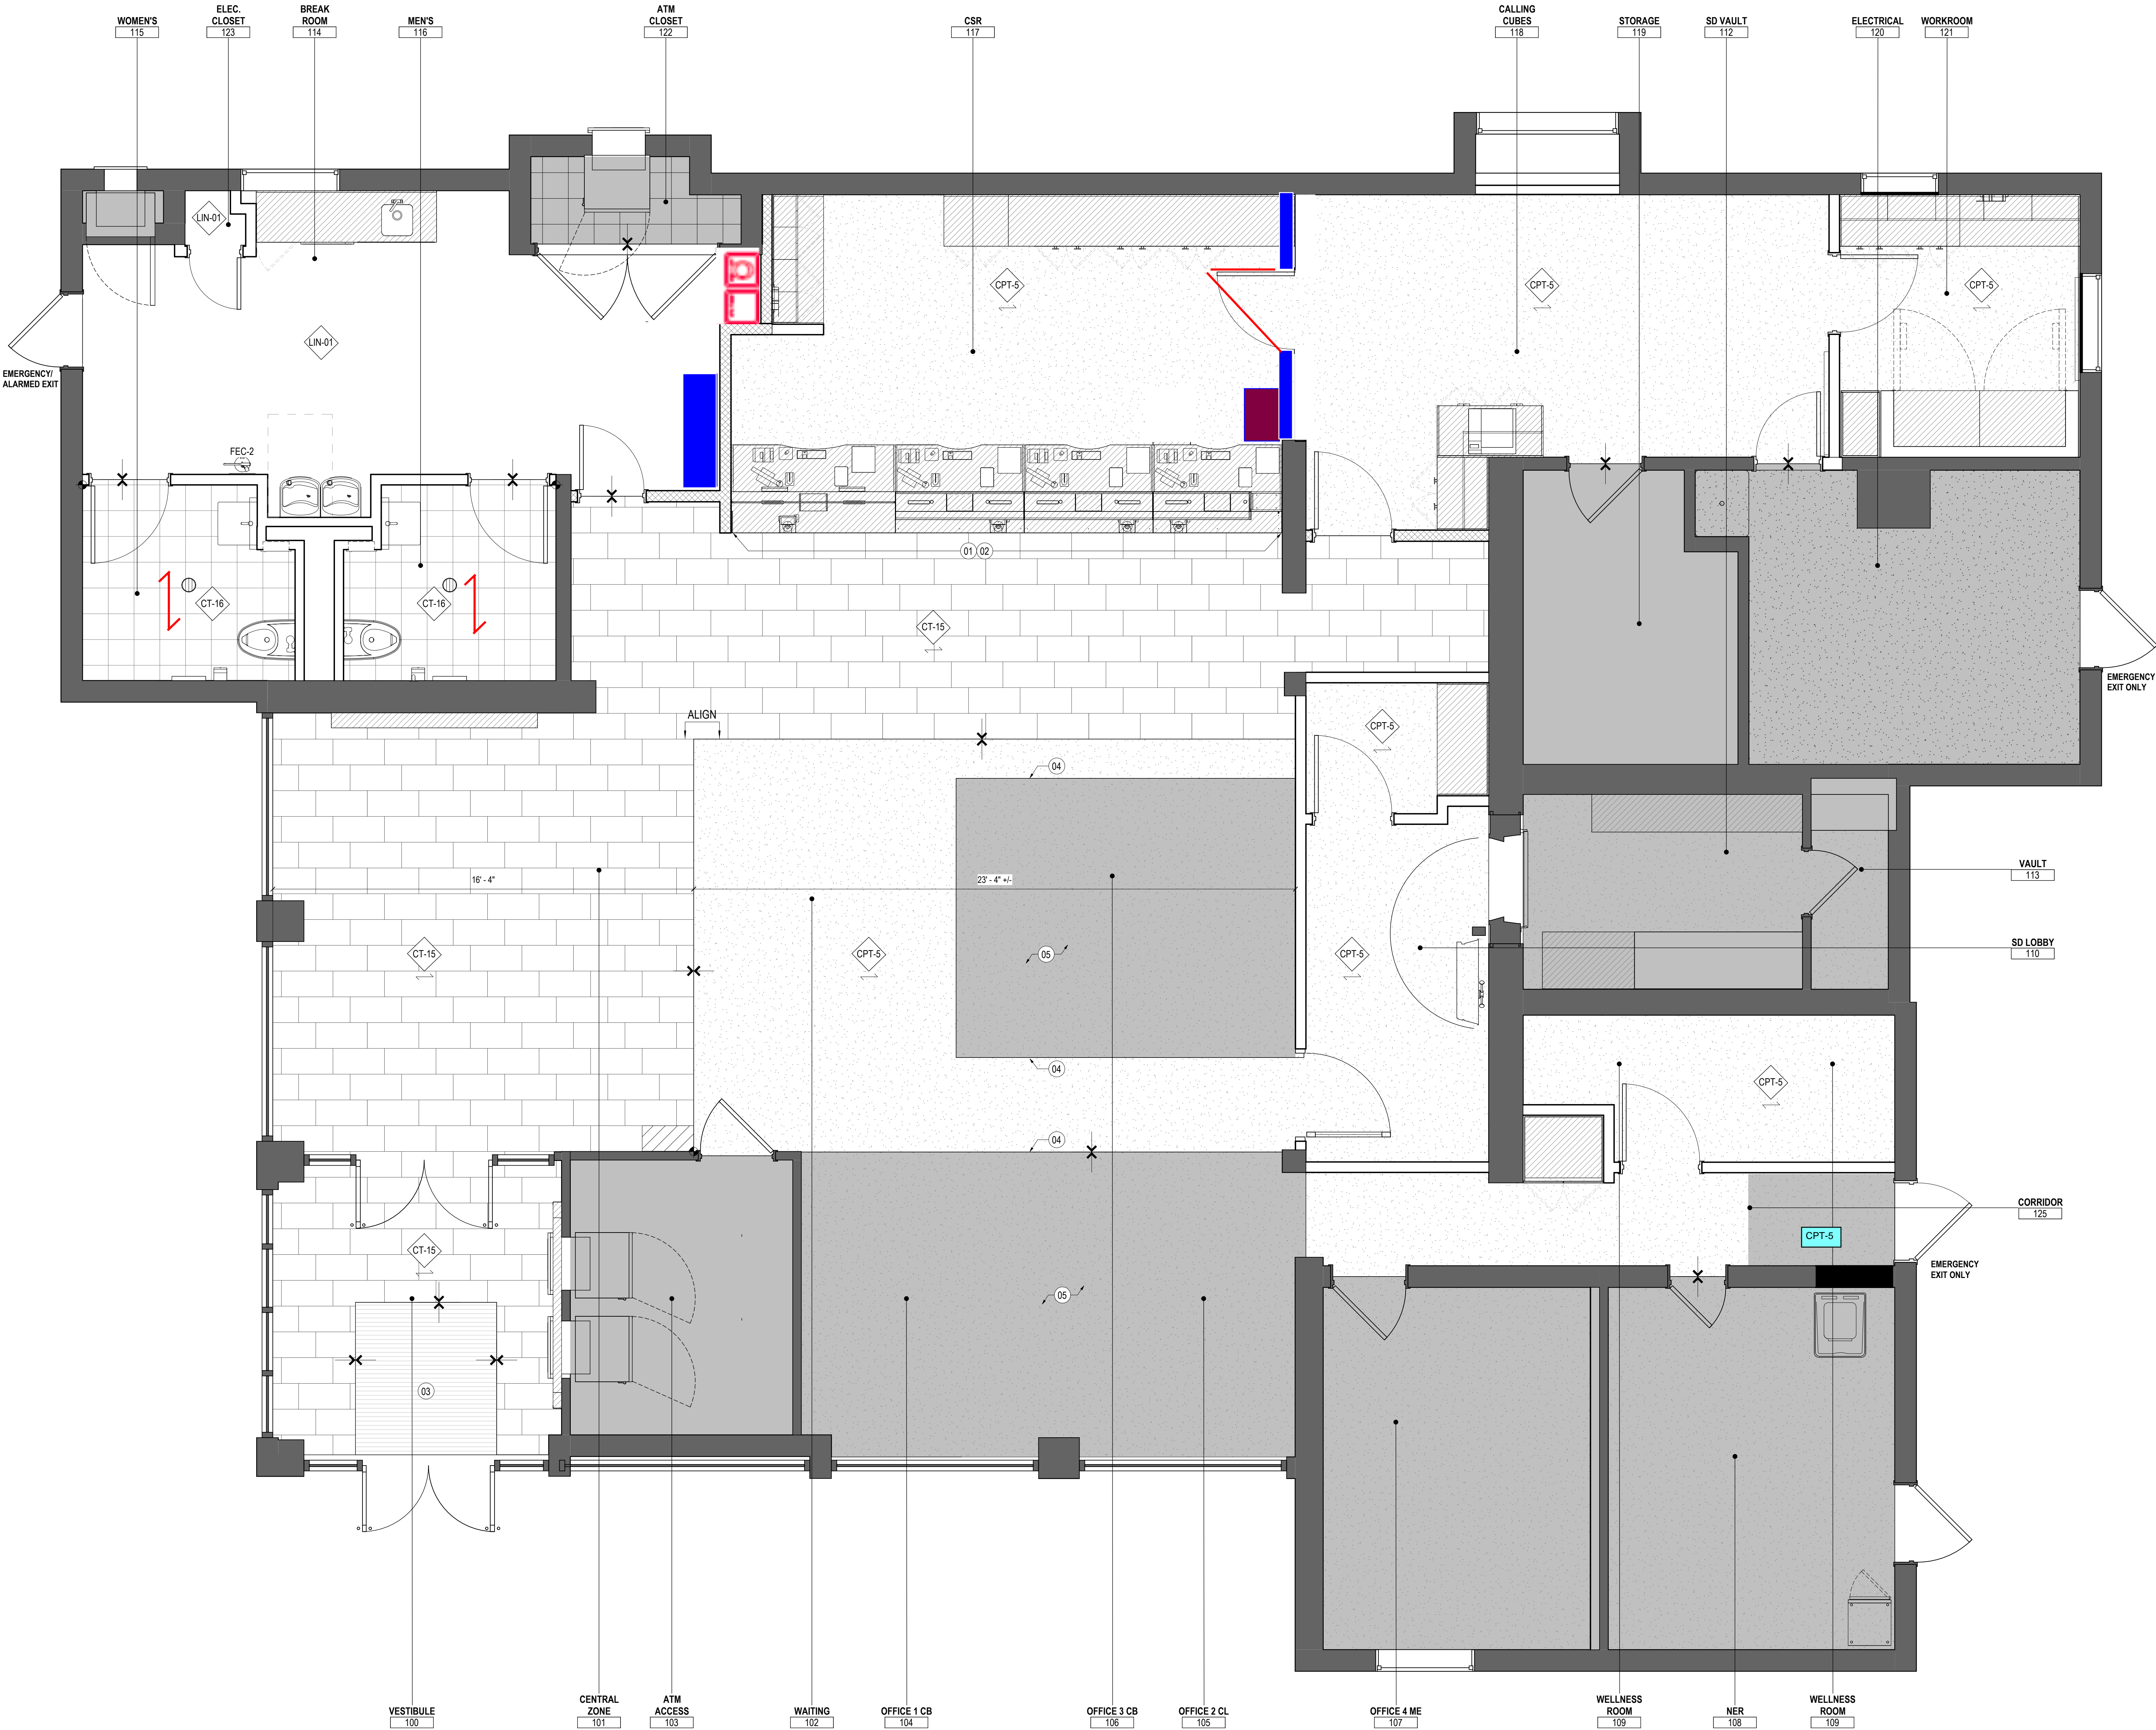 WOMEN'S
115
ELEC.
CLOSET
123
BREAK
ROOM
114
MEN'S
116
ATM
CLOSET
122
CSR
117
CALLING
CUBES
118
STORAGE
119
SD VAULT
112
ELECTRICAL
120
WORKROOM
121
LIN-01
CPT-5
CPT-5
CPT-5
LIN-01
EMERGENCY/
ALARMED EXIT
FEC-2
01 02
CT-16
CT-16
CT-15
EMERGENCY
EXIT ONLY
ALIGN
CPT-5
04
16' - 4"
23' - 4" +/-
VAULT
113
CT-15
CPT-5
05
CPT-5
SD LOBBY
110
04
CPT-5
04
CORRIDOR
125
CPT-5
CT-15
EMERGENCY
EXIT ONLY
05
03
VESTIBULE
100
CENTRAL
ZONE
101
ATM
ACCESS
103
WAITING
102
OFFICE 1 CB
104
OFFICE 3 CB
106
OFFICE 2 CL
105
OFFICE 4 ME
107
WELLNESS
ROOM
109
NER
108
WELLNESS
ROOM
109